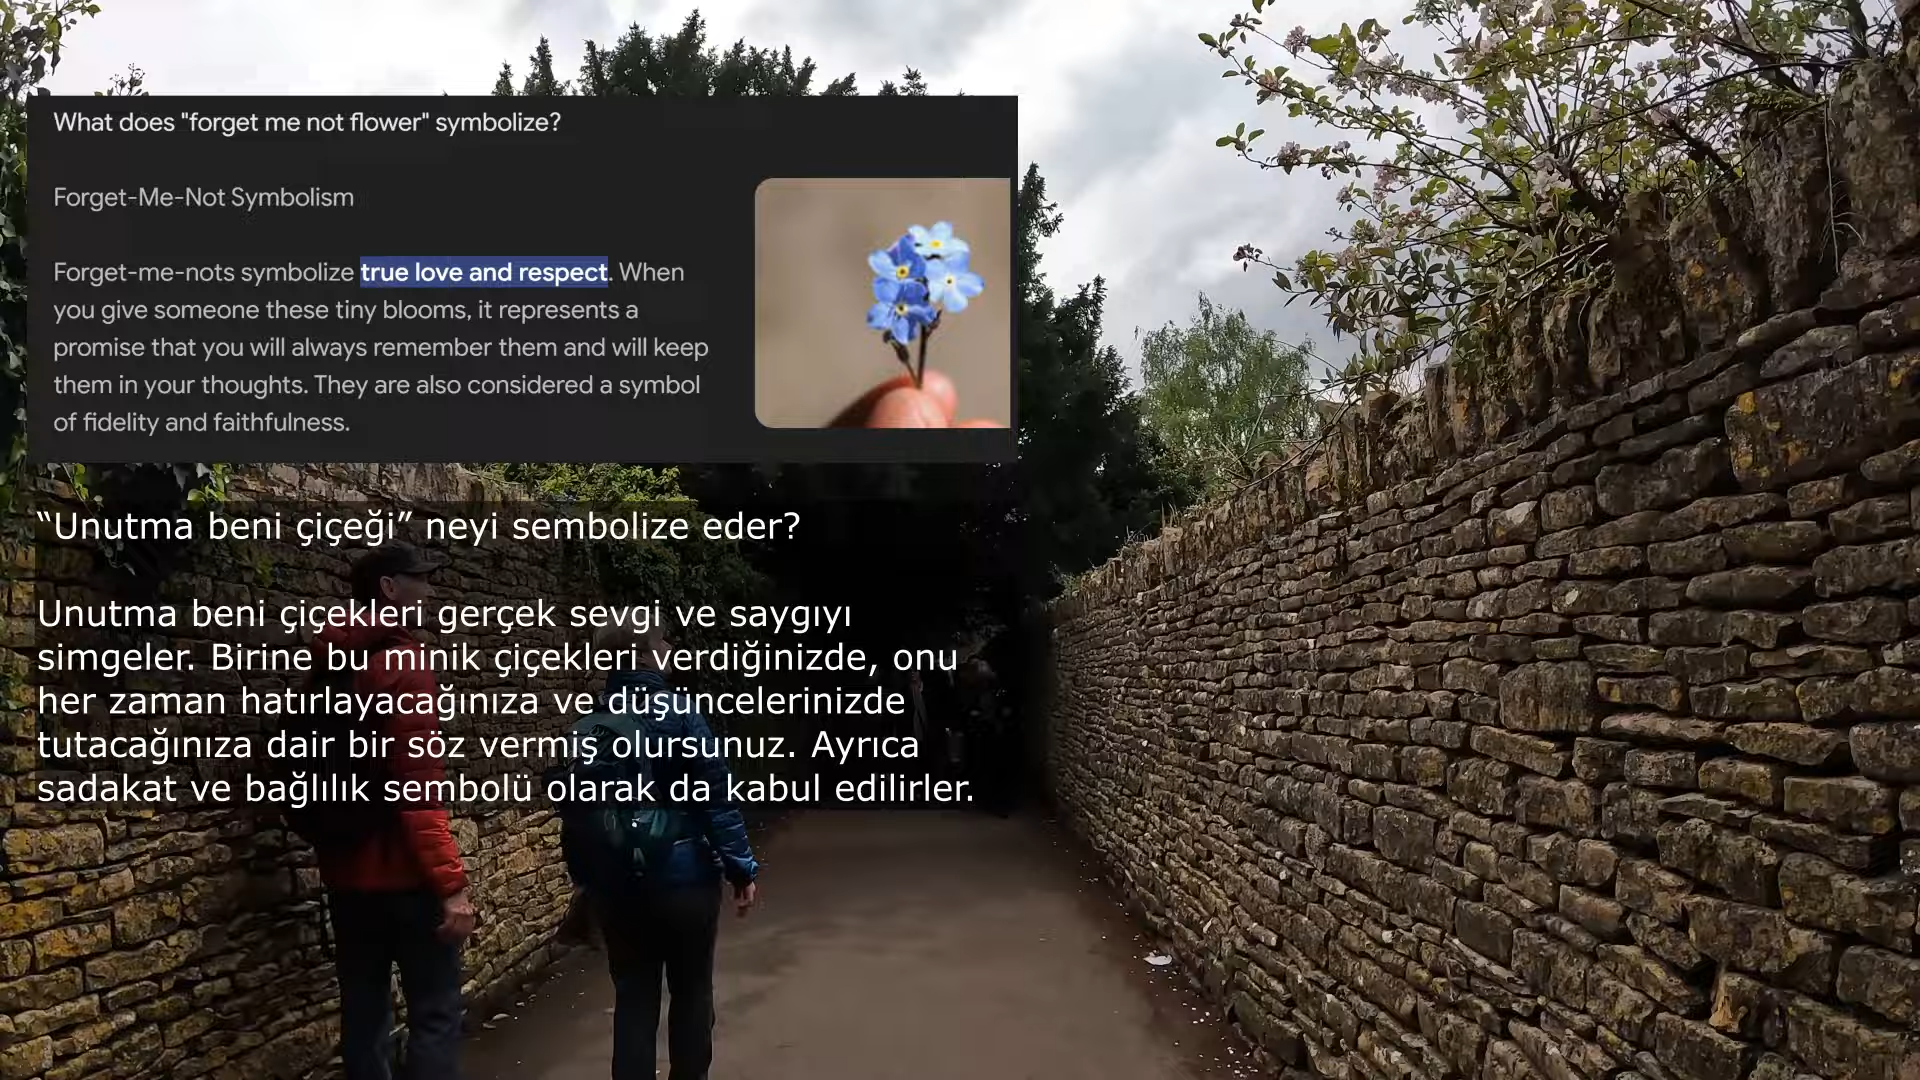 What does "forget me not flower" symbolize?
Forget-Me-Not Symbolism
Forget-me-nots symbolize true love and respect. When
you give someone these tiny blooms, it represents a
promise that you will always remember them and will keep
them in your thoughts. They are also considered a symbol
of fidelity and faithfulness.
“Unutma beni çiçeği” neyi sembolize eder?
Unutma beni çiçekleri gerçek sevgi ve saygıyı
simgeler. Birine bu minik çiçekleri verdiğinizde, onu
her zaman hatırlayacağınıza ve düşüncelerinizde
tutacağınıza dair bir söz vermiş olursunuz. Ayrıca
sadakat ve bağlılık sembolü olarak da kabul edilirler.